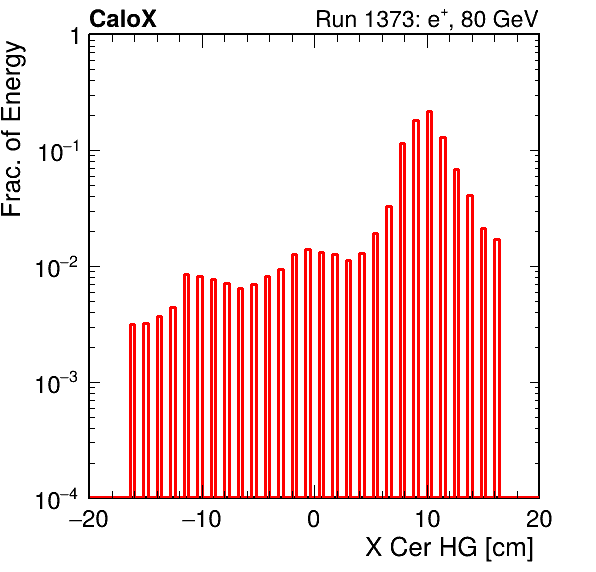 CaloX Run 1373: e⁺, 80 GeV
Frac. of Energy
1
10⁻¹
10⁻²
10⁻³
10⁻⁴
−20 −10 0 10 20
X Cer HG [cm]